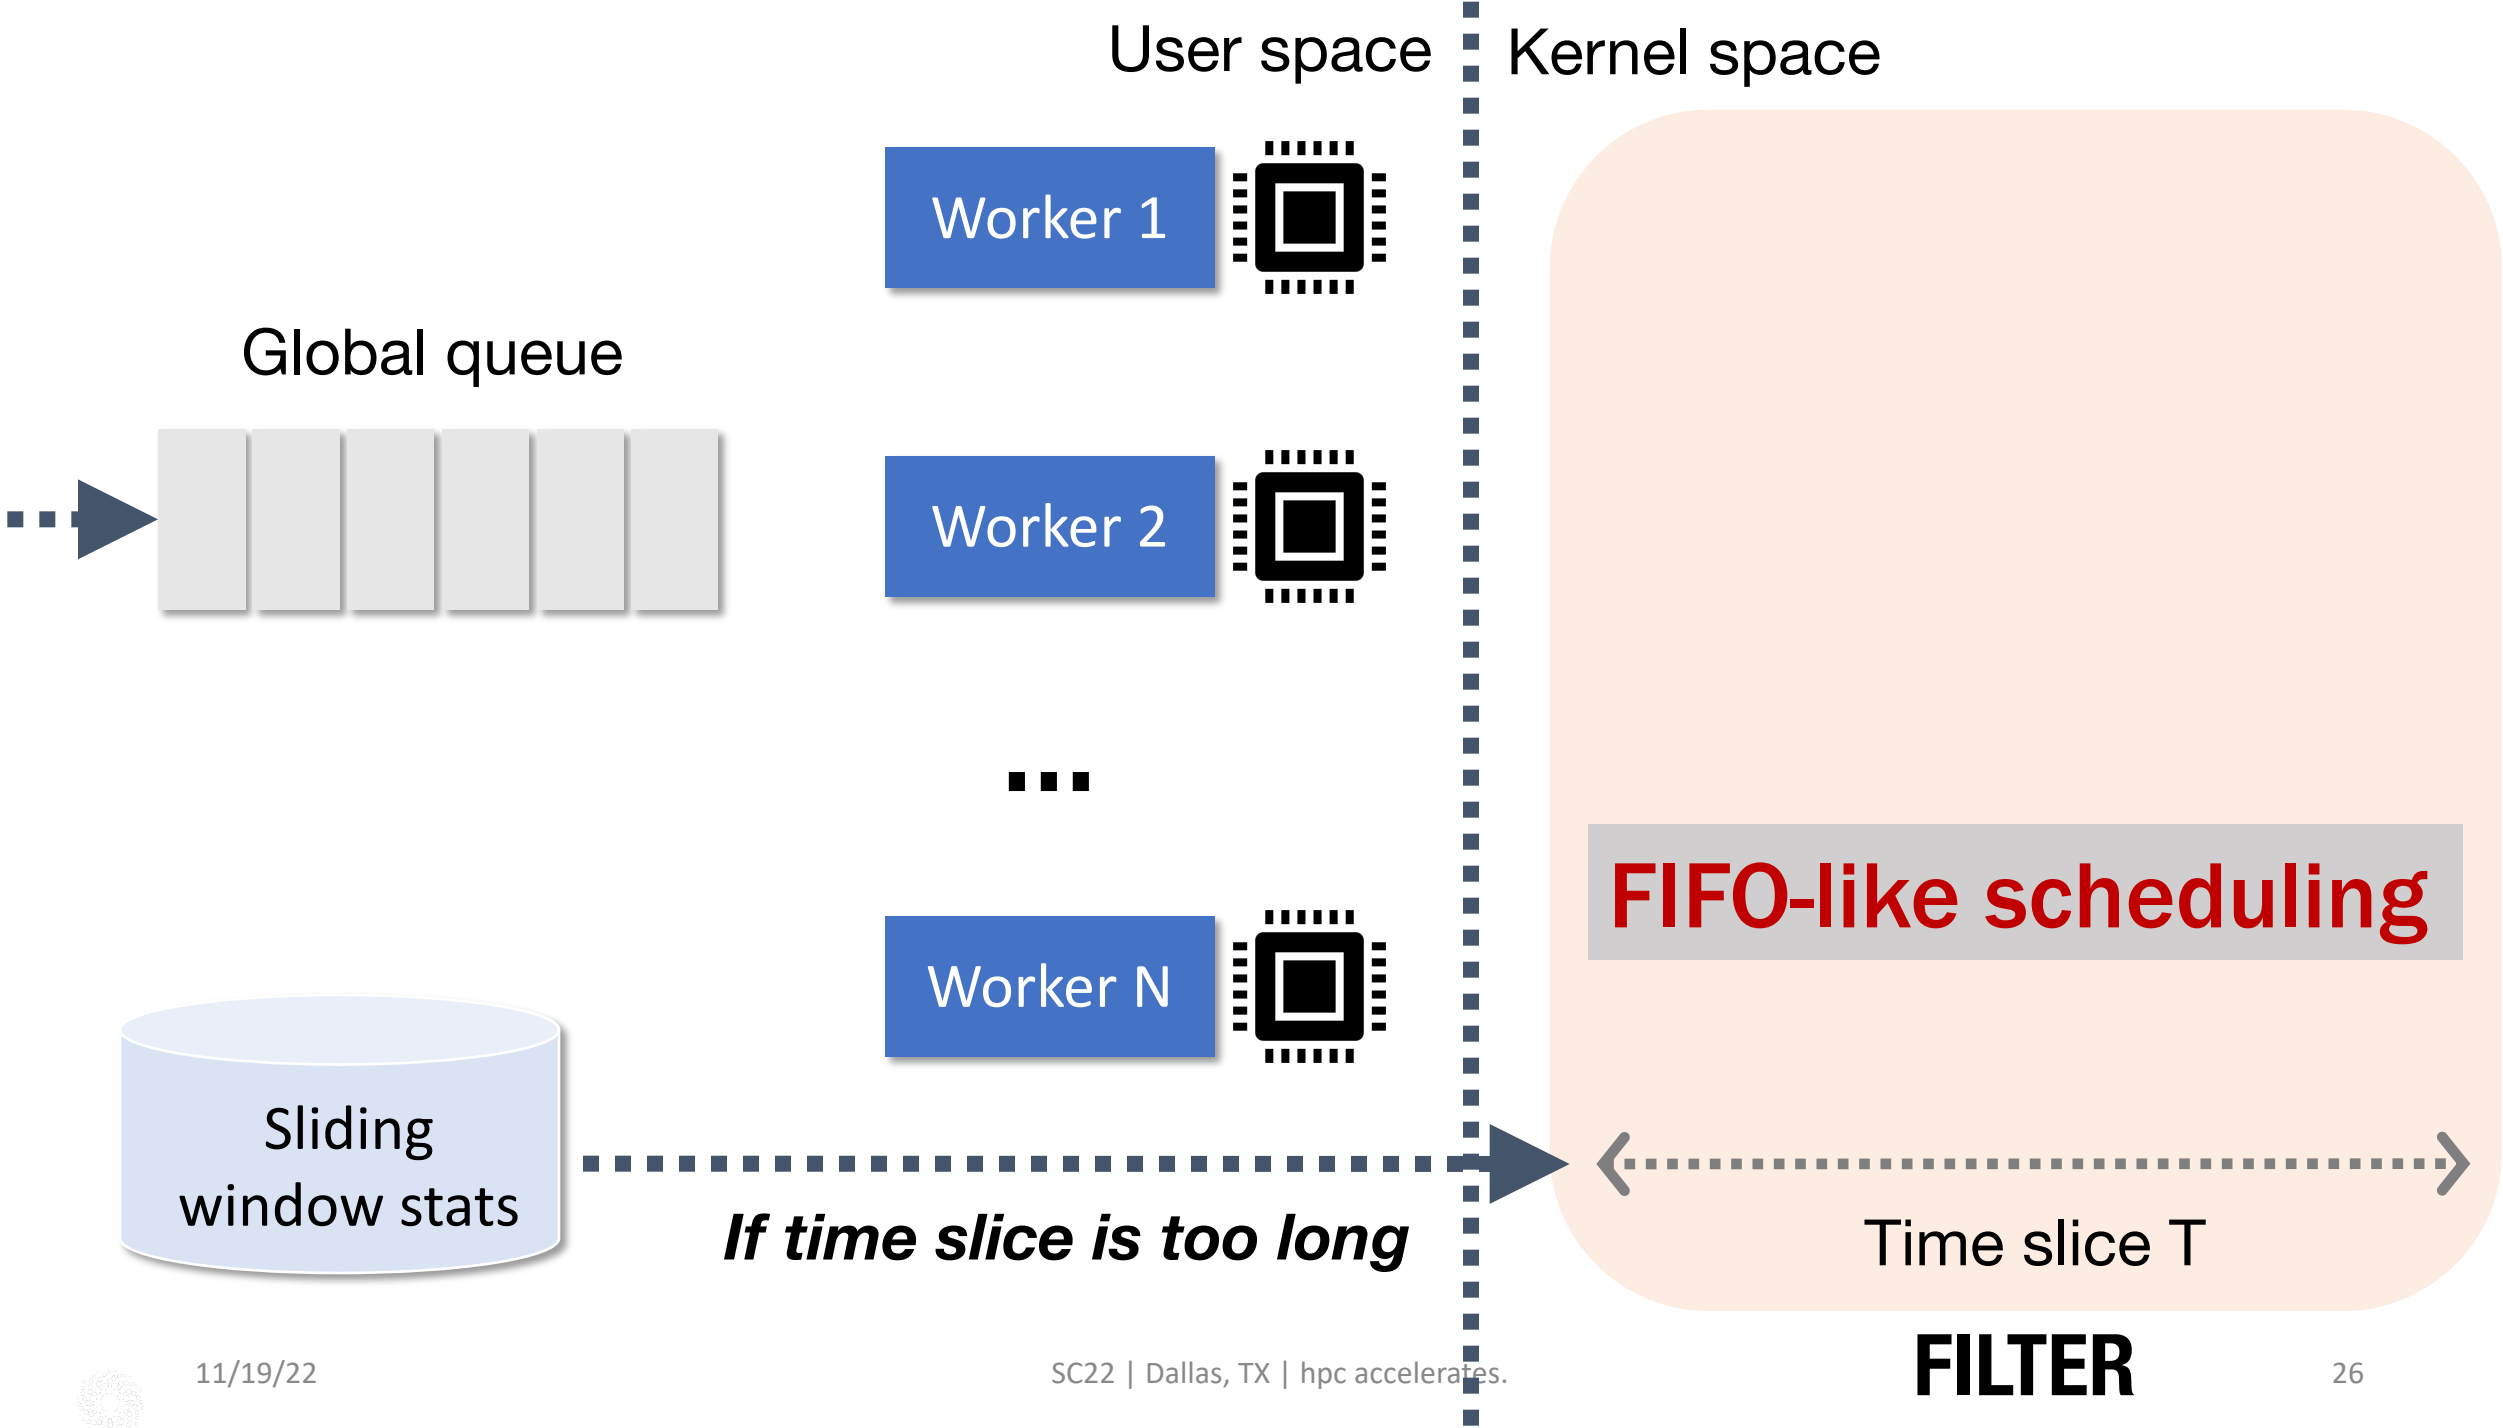 User space
Kernel space
Worker 1
Global queue
Worker 2
...
Worker N
FIFO-like scheduling
Sliding
window stats
If time slice is too long
Time slice T
FILTER
11/19/22
SC22 | Dallas, TX | hpc accelerates.
26